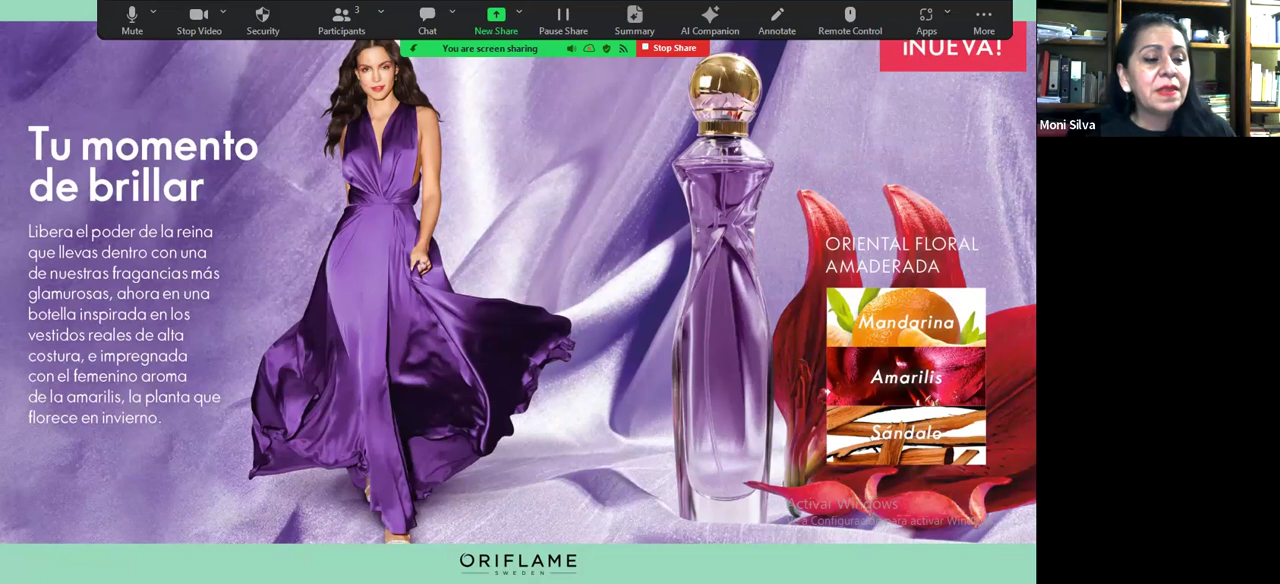 Mute
Stop Video
Security
Participants
3
Chat
New Share
Pause Share
Summary
AI Companion
Annotate
Remote Control
Apps
More
You are screen sharing
Stop Share
¡NUEVA!
Moni Silva
Tu momento
de brillar
Libera el poder de la reina
que llevas dentro con una
de nuestras fragancias más
glamurosas, ahora en una
botella inspirada en los
vestidos reales de alta
costura, e impregnada
con el femenino aroma
de la amarilis, la planta que
florece en invierno.
ORIENTAL FLORAL
AMADERADA
Mandarina
Amarilis
Sándalo
Activar Windows
Configuración para activar
ORIFLAME
SWEDEN